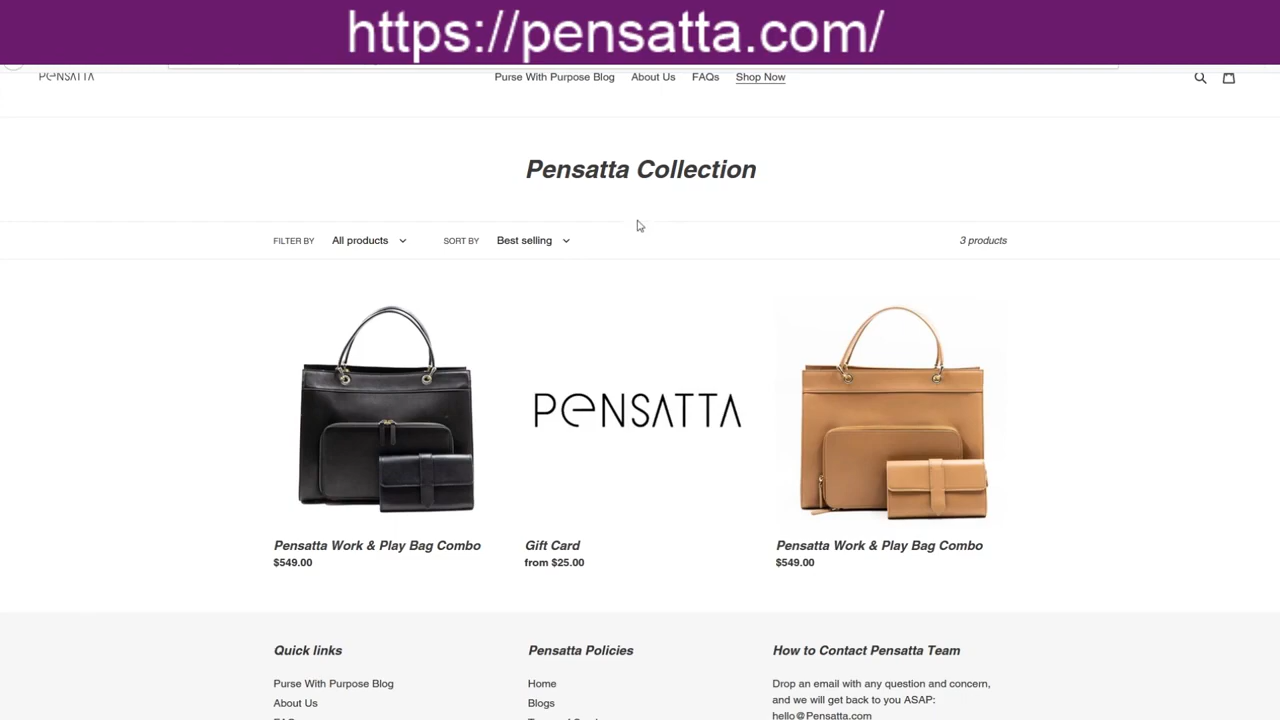 https://pensatta.com/
PENSATTA
Purse With Purpose Blog About Us FAQs Shop Now
Pensatta Collection
FILTER BY All products SORT BY Best selling 3 products
PENSATTA
Pensatta Work & Play Bag Combo
$549.00
Gift Card
from $25.00
Pensatta Work & Play Bag Combo
$549.00
Quick links
Purse With Purpose Blog
About Us
Pensatta Policies
Home
Blogs
How to Contact Pensatta Team
Drop an email with any question and concern,
and we will get back to you ASAP:
hello@Pensatta.com